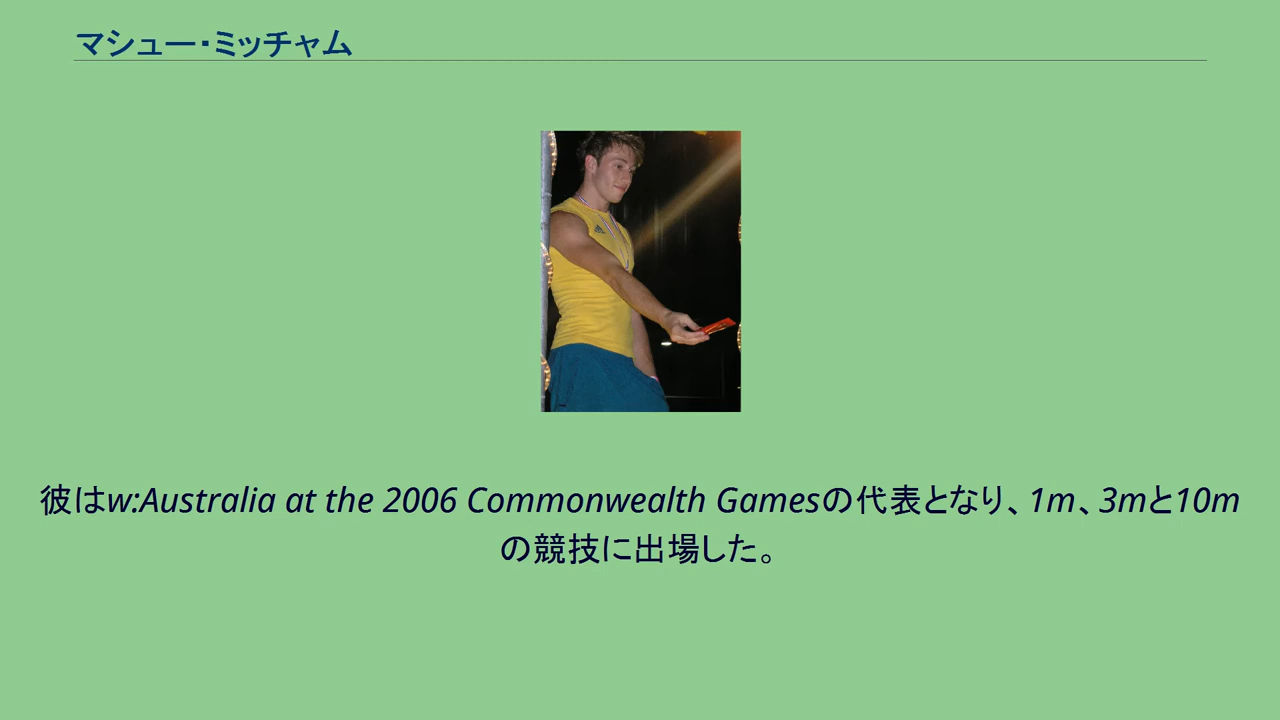 マシュー・ミッチャム
彼はw:Australia at the 2006 Commonwealth Gamesの代表となり、1m、3mと10m
の競技に出場した。